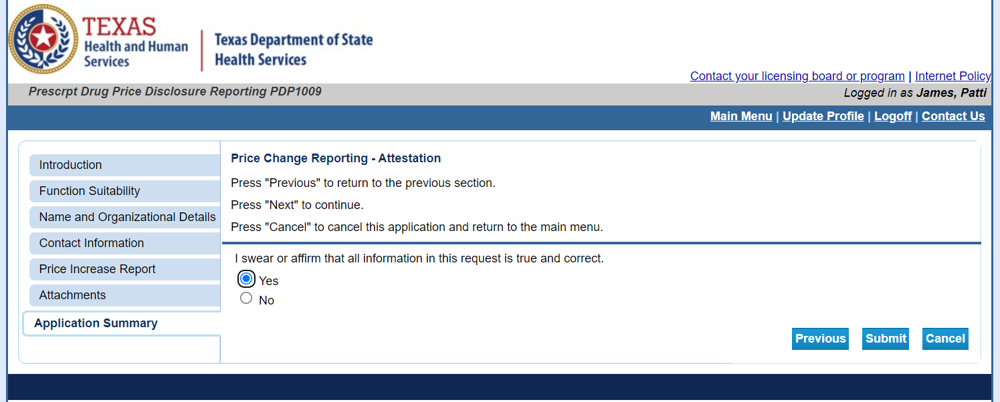 TEXAS
Health and Human
Services
Texas Department of State
Health Services
Contact your licensing board or program | Internet Policy
Prescrpt Drug Price Disclosure Reporting PDP1009
Logged in as James, Patti
Main Menu | Update Profile | Logoff | Contact Us
Introduction
Function Suitability
Name and Organizational Details
Contact Information
Price Increase Report
Attachments
Application Summary
Price Change Reporting - Attestation
Press "Previous" to return to the previous section.
Press "Next" to continue.
Press "Cancel" to cancel this application and return to the main menu.
I swear or affirm that all information in this request is true and correct.
Yes
No
Previous Submit Cancel